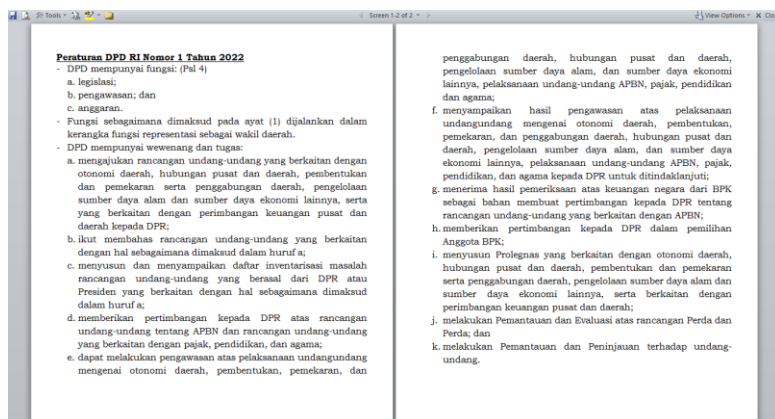 Tools
Screen 1-2 of 2
View Options
Clo
Peraturan DPD RI Nomor 1 Tahun 2022
- DPD mempunyai fungsi: (Psl 4)
a. legislasi;
b. pengawasan; dan
c. anggaran.
- Fungsi sebagaimana dimaksud pada ayat (1) dijalankan dalam
kerangka fungsi representasi sebagai wakil daerah.
- DPD mempunyai wewenang dan tugas:
a. mengajukan rancangan undang-undang yang berkaitan dengan
otonomi daerah, hubungan pusat dan daerah, pembentukan
dan pemekaran serta penggabungan daerah, pengelolaan
sumber daya alam dan sumber daya ekonomi lainnya, serta
yang berkaitan dengan perimbangan keuangan pusat dan
daerah kepada DPR;
b. ikut membahas rancangan undang-undang yang berkaitan
dengan hal sebagaimana dimaksud dalam huruf a;
c. menyusun dan menyampaikan daftar inventarisasi masalah
rancangan undang-undang yang berasal dari DPR atau
Presiden yang berkaitan dengan hal sebagaimana dimaksud
dalam huruf a;
d. memberikan pertimbangan kepada DPR atas rancangan
undang-undang tentang APBN dan rancangan undang-undang
yang berkaitan dengan pajak, pendidikan, dan agama;
e. dapat melakukan pengawasan atas pelaksanaan undangundang
mengenai otonomi daerah, pembentukan, pemekaran, dan
penggabungan daerah, hubungan pusat dan daerah,
pengelolaan sumber daya alam, dan sumber daya ekonomi
lainnya, pelaksanaan undang-undang APBN, pajak, pendidikan
dan agama;
f. menyampaikan hasil pengawasan atas pelaksanaan
undangundang mengenai otonomi daerah, pembentukan,
pemekaran, dan penggabungan daerah, hubungan pusat dan
daerah, pengelolaan sumber daya alam, dan sumber daya
ekonomi lainnya, pelaksanaan undang-undang APBN, pajak,
pendidikan, dan agama kepada DPR untuk ditindaklanjuti;
g. menerima hasil pemeriksaan atas keuangan negara dari BPK
sebagai bahan membuat pertimbangan kepada DPR tentang
rancangan undang-undang yang berkaitan dengan APBN;
h. memberikan pertimbangan kepada DPR dalam pemilihan
Anggota BPK;
i. menyusun Prolegnas yang berkaitan dengan otonomi daerah,
hubungan pusat dan daerah, pembentukan dan pemekaran
serta penggabungan daerah, pengelolaan sumber daya alam dan
sumber daya ekonomi lainnya, serta berkaitan dengan
perimbangan keuangan pusat dan daerah;
j. melakukan Pemantauan dan Evaluasi atas rancangan Perda dan
Perda; dan
k. melakukan Pemantauan dan Peninjauan terhadap undang-
undang.